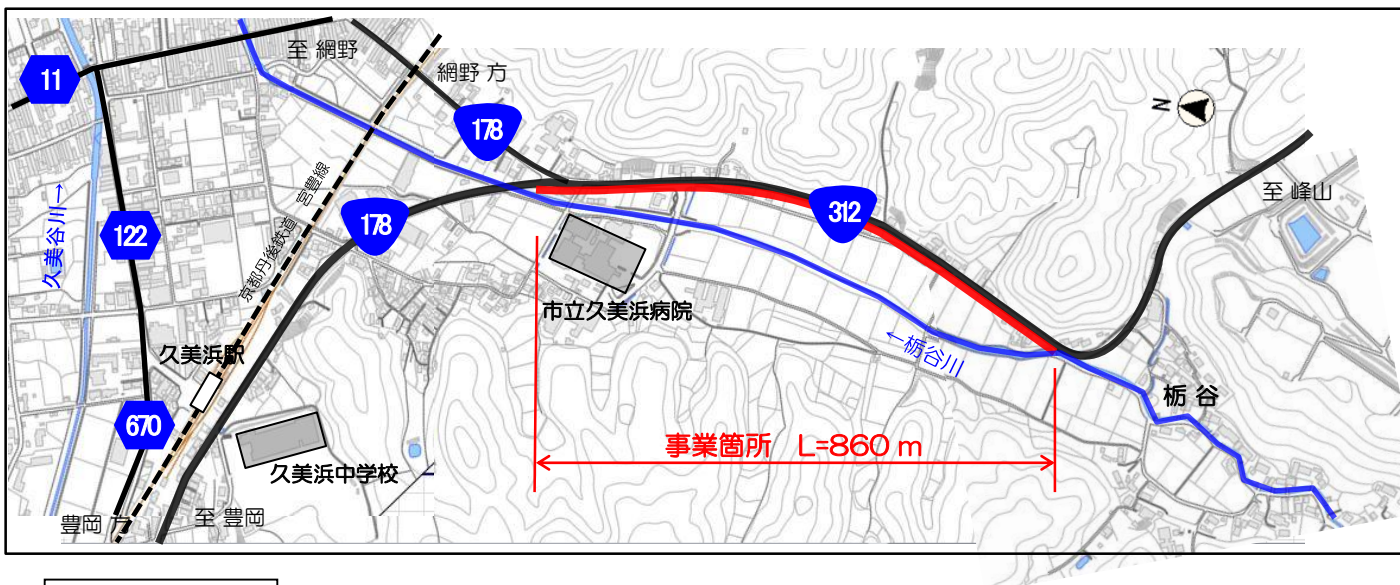 至 網野
網野 方
11
178
N
宮豊線
京都丹後鉄道
久美谷川→
122
178
312
至 峰山
市立久美浜病院
久美浜駅
←栃谷川
栃 谷
670
事業箇所 L=860 m
久美浜中学校
豊岡 方
至 豊岡